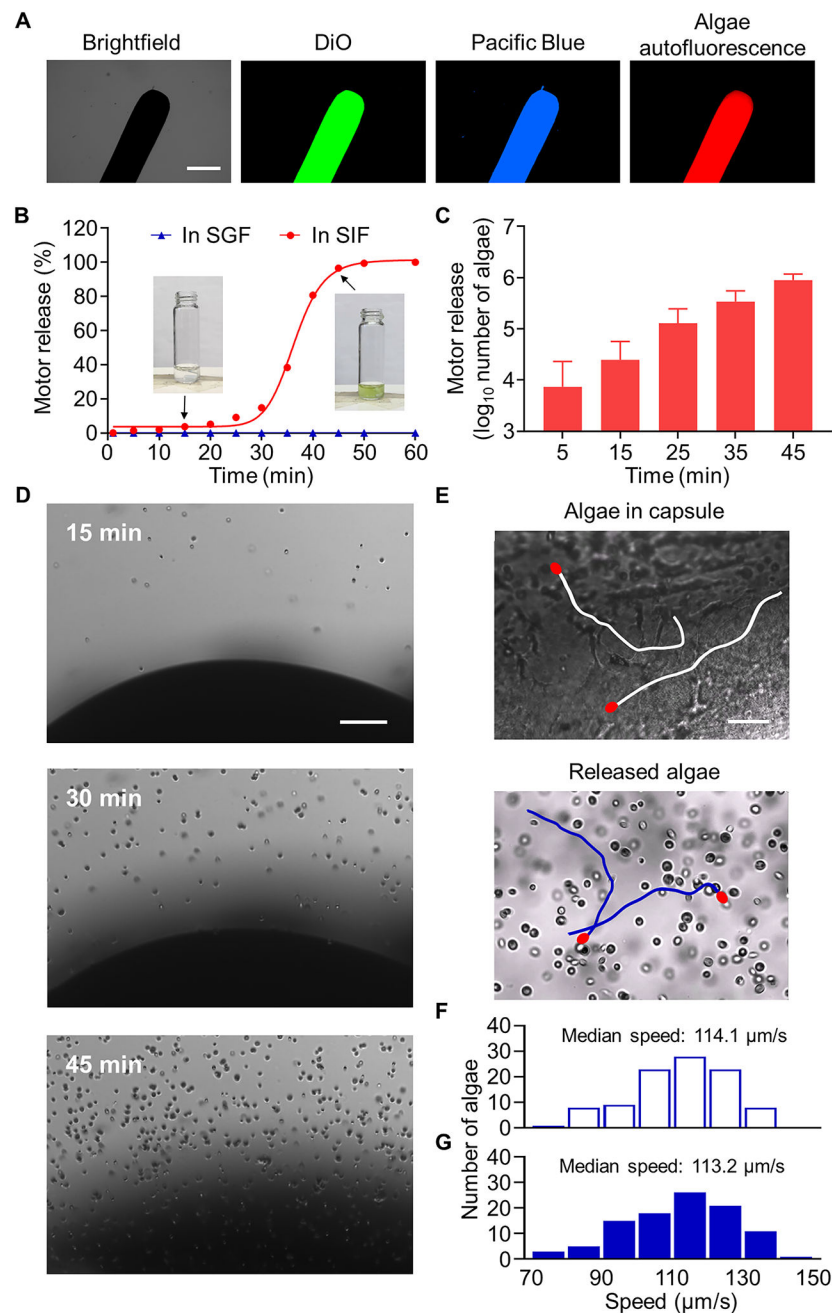 A
Brightfield
DiO
Pacific Blue
Algae
autofluorescence
B
In SGF
In SIF
Motor release (%)
120
100
80
60
40
20
0
0
10
20
30
40
50
60
Time (min)
C
Motor release
(log10 number of algae)
7
6
5
4
3
5
15
25
35
45
Time (min)
D
15 min
30 min
45 min
E
Algae in capsule
Released algae
F
Median speed: 114.1 μm/s
40
30
20
10
0
G
Median speed: 113.2 μm/s
Number of algae
40
30
20
10
0
70
90
110
130
150
Speed (μm/s)